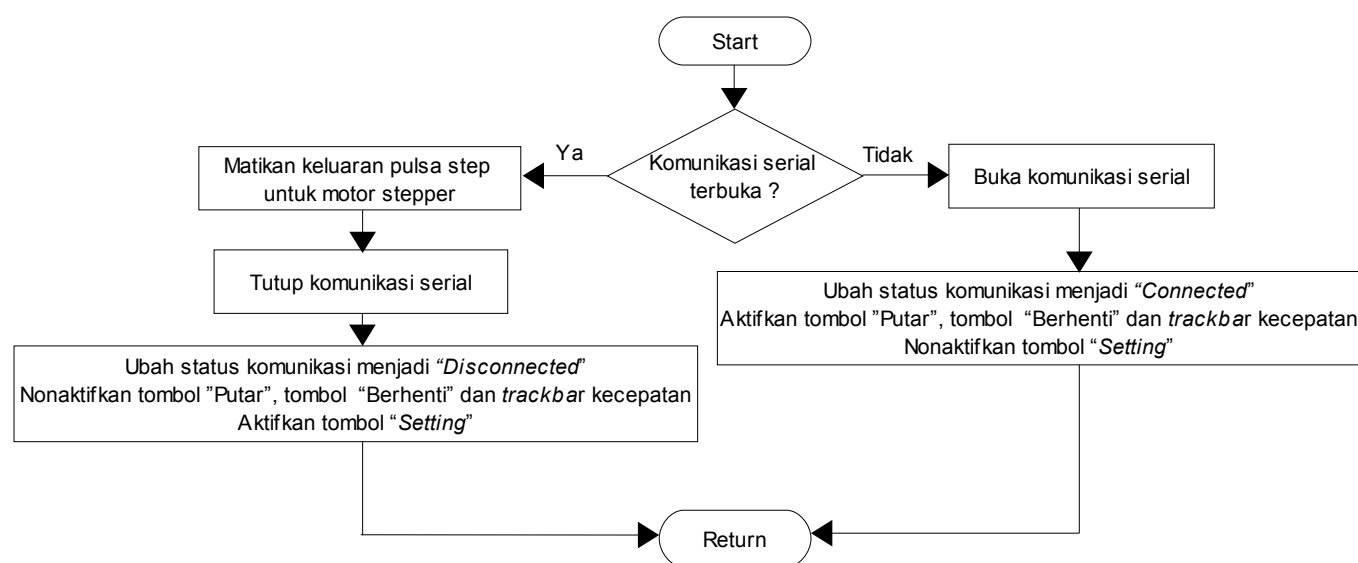 Start
Komunikasi serial
terbuka ?
Ya
Tidak
Matikan keluaran pulsa step
untuk motor stepper
Buka komunikasi serial
Tutup komunikasi serial
Ubah status komunikasi menjadi “Connected”
Aktifkan tombol ”Putar”, tombol “Berhenti” dan trackbar kecepatan
Nonaktifkan tombol “Setting”
Ubah status komunikasi menjadi “Disconnected”
Nonaktifkan tombol ”Putar”, tombol “Berhenti” dan trackbar kecepatan
Aktifkan tombol “Setting”
Return